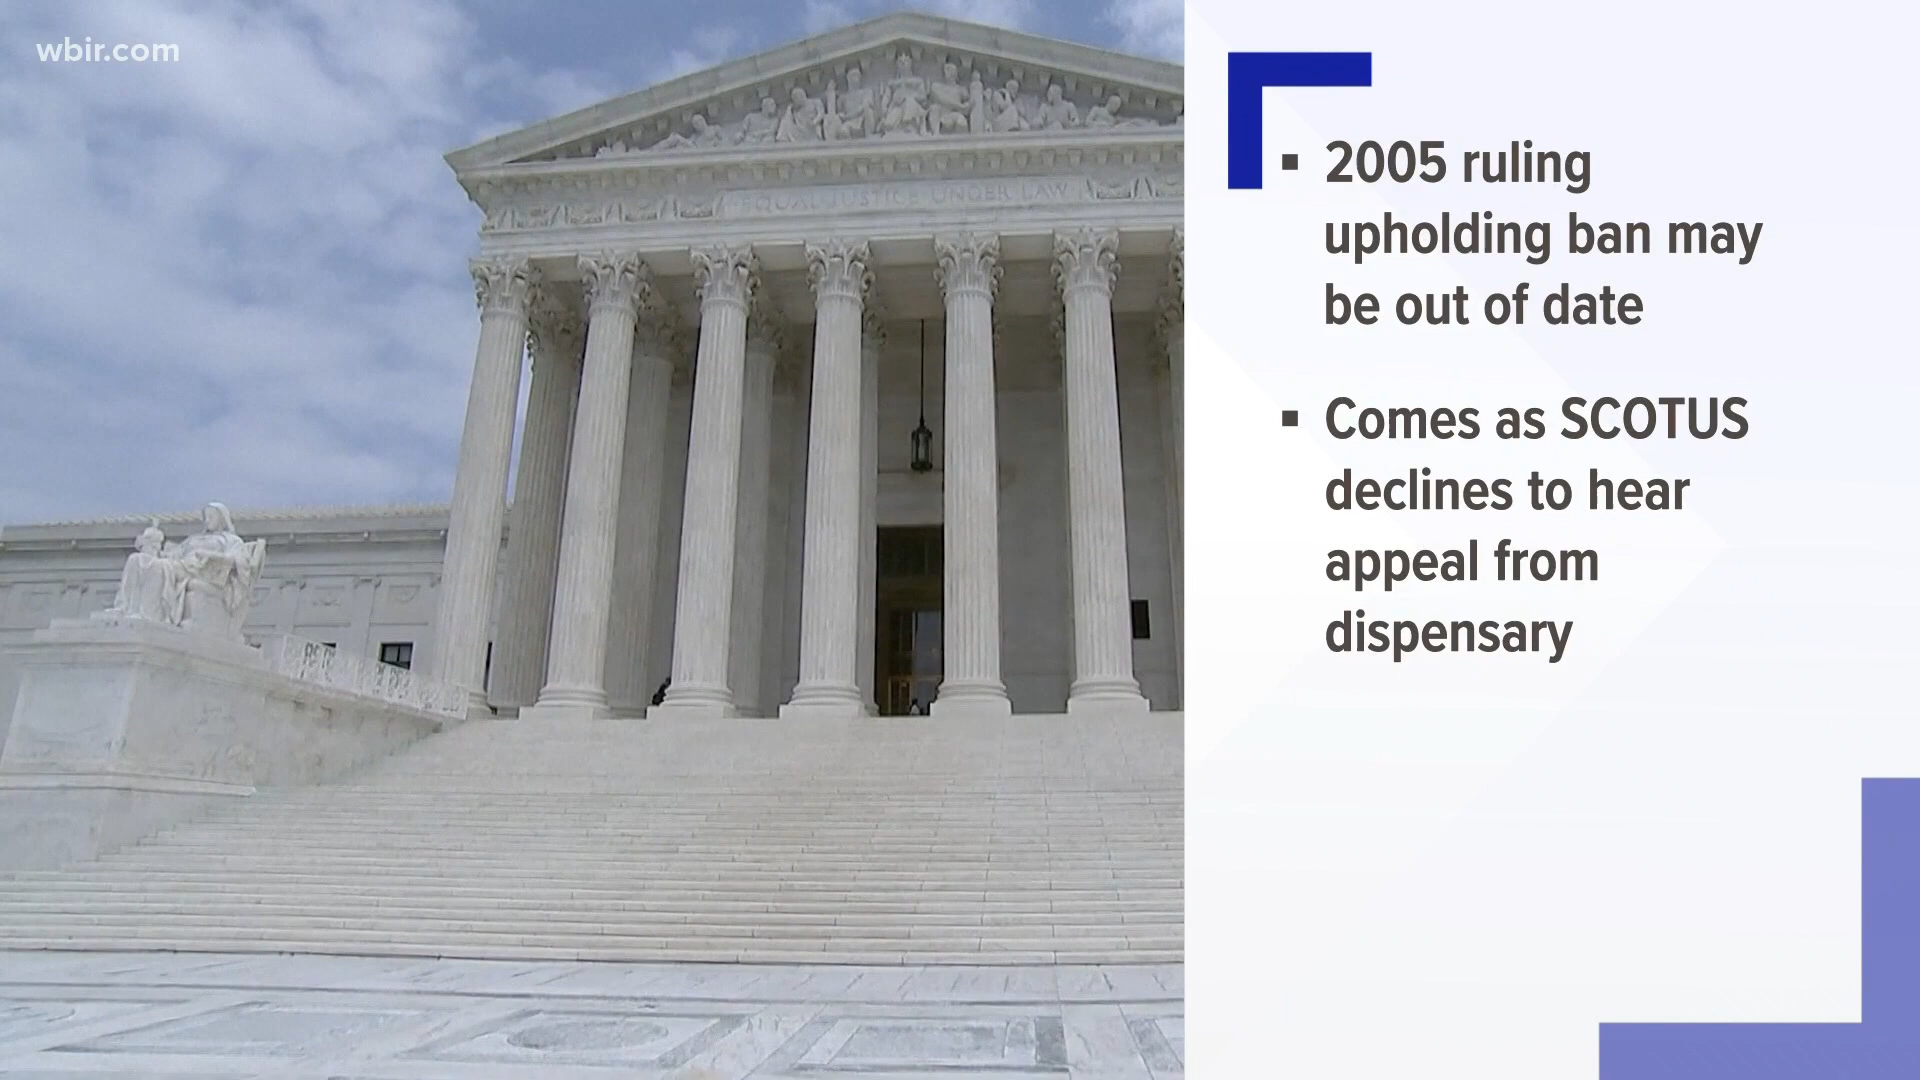 wbir.com
EQUAL JUSTICE UNDER LAW
▪ 2005 ruling
upholding ban may
be out of date
▪ Comes as SCOTUS
declines to hear
appeal from
dispensary